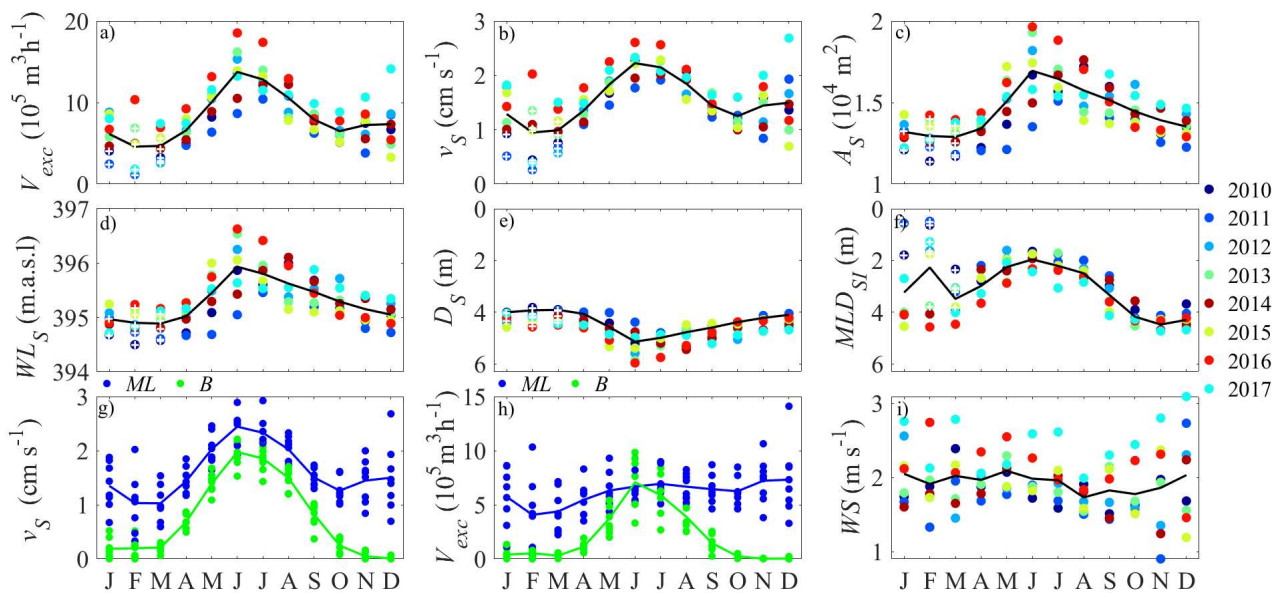 a)
V_exc (10^5 m^3h^-1)
20
10
0
b)
v_S (cm s^-1)
3
2
1
0
c)
A_S (10^4 m^2)
2
1.5
1
d)
WL_S (m.a.s.l)
397
396
395
394
e)
D_S (m)
0
2
4
6
f)
MLD_SI (m)
0
2
4
6
2010
2011
2012
2013
2014
2015
2016
2017
ML B
ML B
g)
v_S (cm s^-1)
3
2
1
0
J F M A M J J A S O N D
h)
V_exc (10^5 m^3h^-1)
15
10
5
0
J F M A M J J A S O N D
i)
WS (m s^-1)
3
2
1
J F M A M J J A S O N D